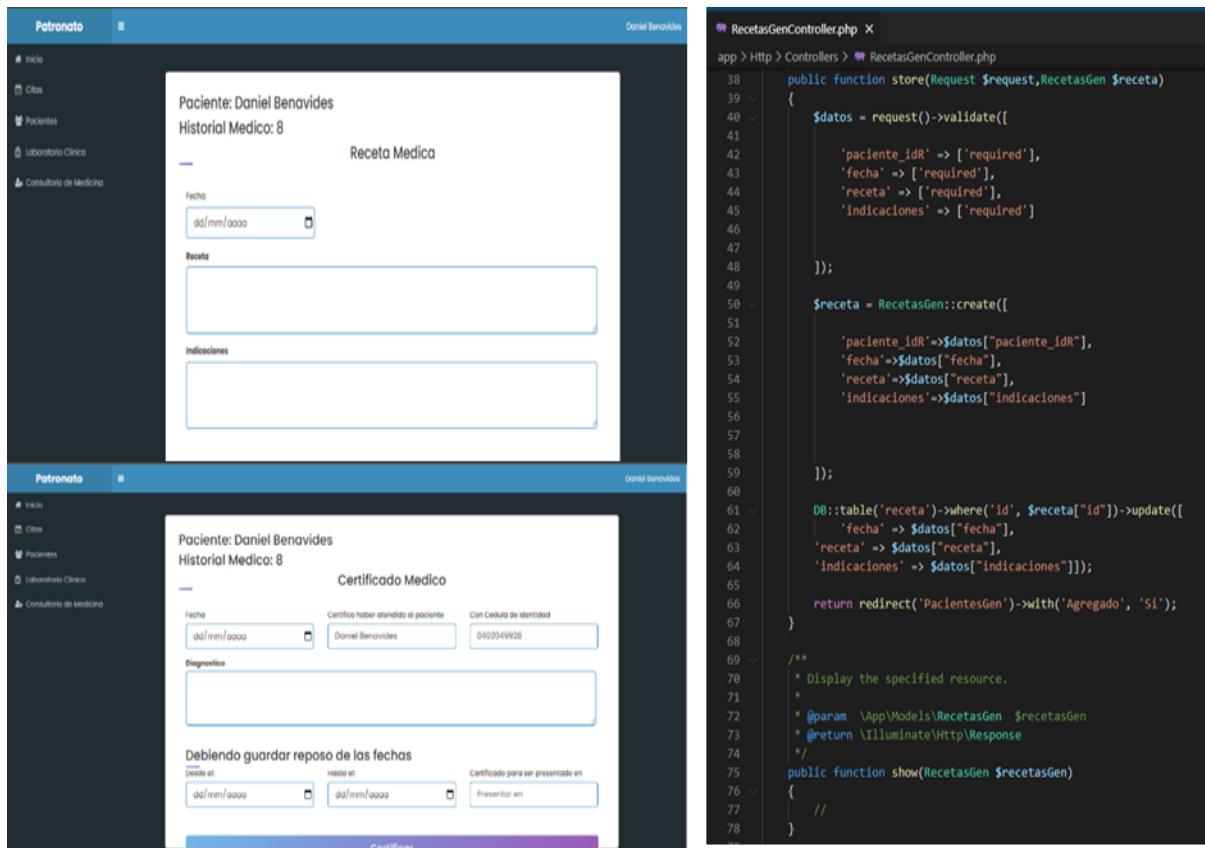 Patronato
Daniel Benavides
Inicio
Citas
Pacientes
Laboratorio Clínico
Consultorio de Medicina
Paciente: Daniel Benavides
Historial Medico: 8
Receta Medica
Fecha
dd/mm/aaaa
Receta
Indicaciones
Patronato
Daniel Benavides
Inicio
Citas
Pacientes
Laboratorio Clínico
Consultorio de Medicina
Paciente: Daniel Benavides
Historial Medico: 8
Certificado Medico
Fecha Certifico haber atendido al paciente Con Cedula de Identidad
dd/mm/aaaa Daniel Benavides 0402049928
Diagnostico
Debiendo guardar reposo de las fechas
Desde el: Hasta el: Certificado para ser presentado en
dd/mm/aaaa dd/mm/aaaa Presentar en
Certificar
RecetasGenController.php X
app > Http > Controllers > RecetasGenController.php
38 public function store(Request $request,RecetasGen $receta)
39 {
40 $datos = request()->validate([
41
42 'paciente_idR' => ['required'],
43 'fecha' => ['required'],
44 'receta' => ['required'],
45 'indicaciones' => ['required']
46
47
48 ]);
49
50 $receta = RecetasGen::create([
51
52 'paciente_idR'=>$datos["paciente_idR"],
53 'fecha'=>$datos["fecha"],
54 'receta'=>$datos["receta"],
55 'indicaciones'=>$datos["indicaciones"]
56
57
58
59 ]);
60
61 DB::table('receta')->where('id', $receta["id"])->update([
62 'fecha' => $datos["fecha"],
63 'receta' => $datos["receta"],
64 'indicaciones' => $datos["indicaciones"]]);
65
66 return redirect('PacientesGen')->with('Agregado', 'Si');
67 }
68
69 /**
70 * Display the specified resource.
71 *
72 * @param \App\Models\RecetasGen $recetasGen
73 * @return \Illuminate\Http\Response
74 */
75 public function show(RecetasGen $recetasGen)
76 {
77 //
78 }